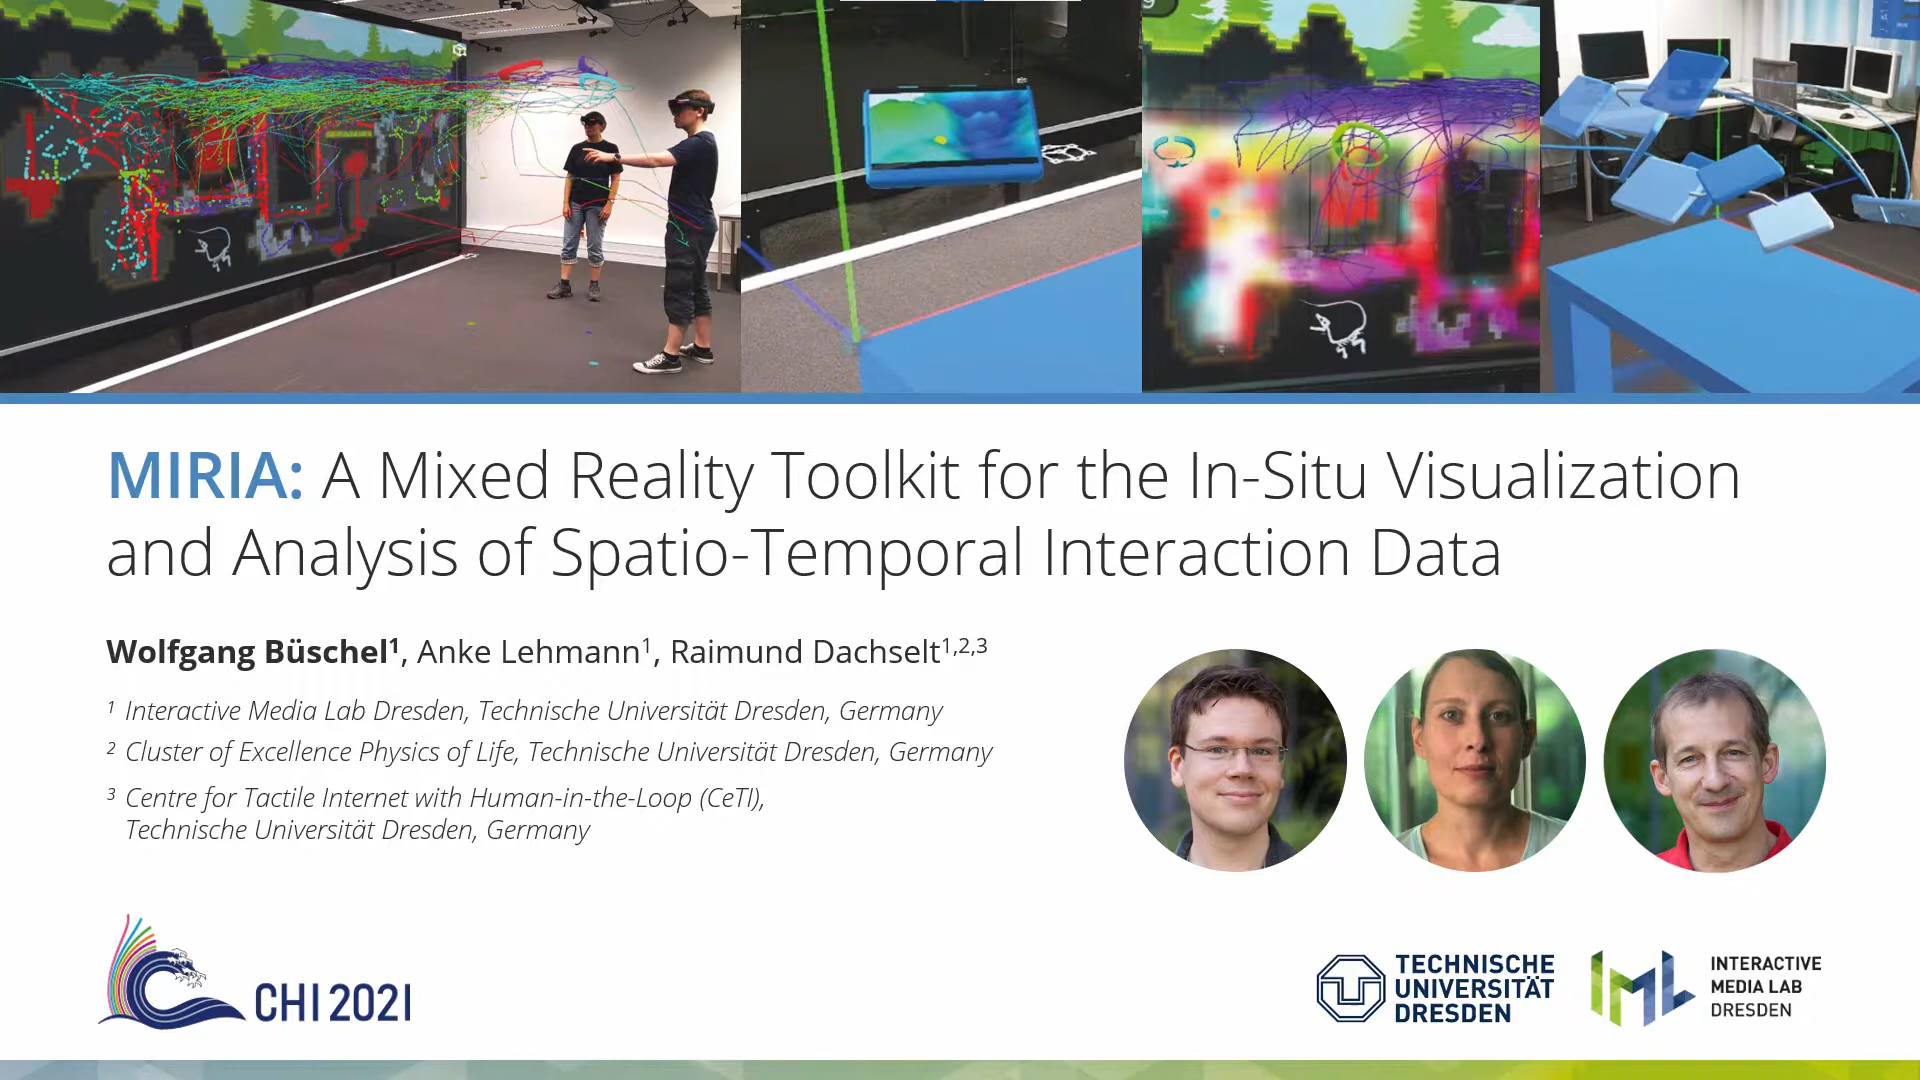 MIRIA: A Mixed Reality Toolkit for the In-Situ Visualization
and Analysis of Spatio-Temporal Interaction Data
Wolfgang Büschel¹, Anke Lehmann¹, Raimund Dachselt¹,²,³
¹ Interactive Media Lab Dresden, Technische Universität Dresden, Germany
² Cluster of Excellence Physics of Life, Technische Universität Dresden, Germany
³ Centre for Tactile Internet with Human-in-the-Loop (CeTI),
Technische Universität Dresden, Germany
CHI 2021
TECHNISCHE
UNIVERSITÄT
DRESDEN
INTERACTIVE
MEDIA LAB
DRESDEN